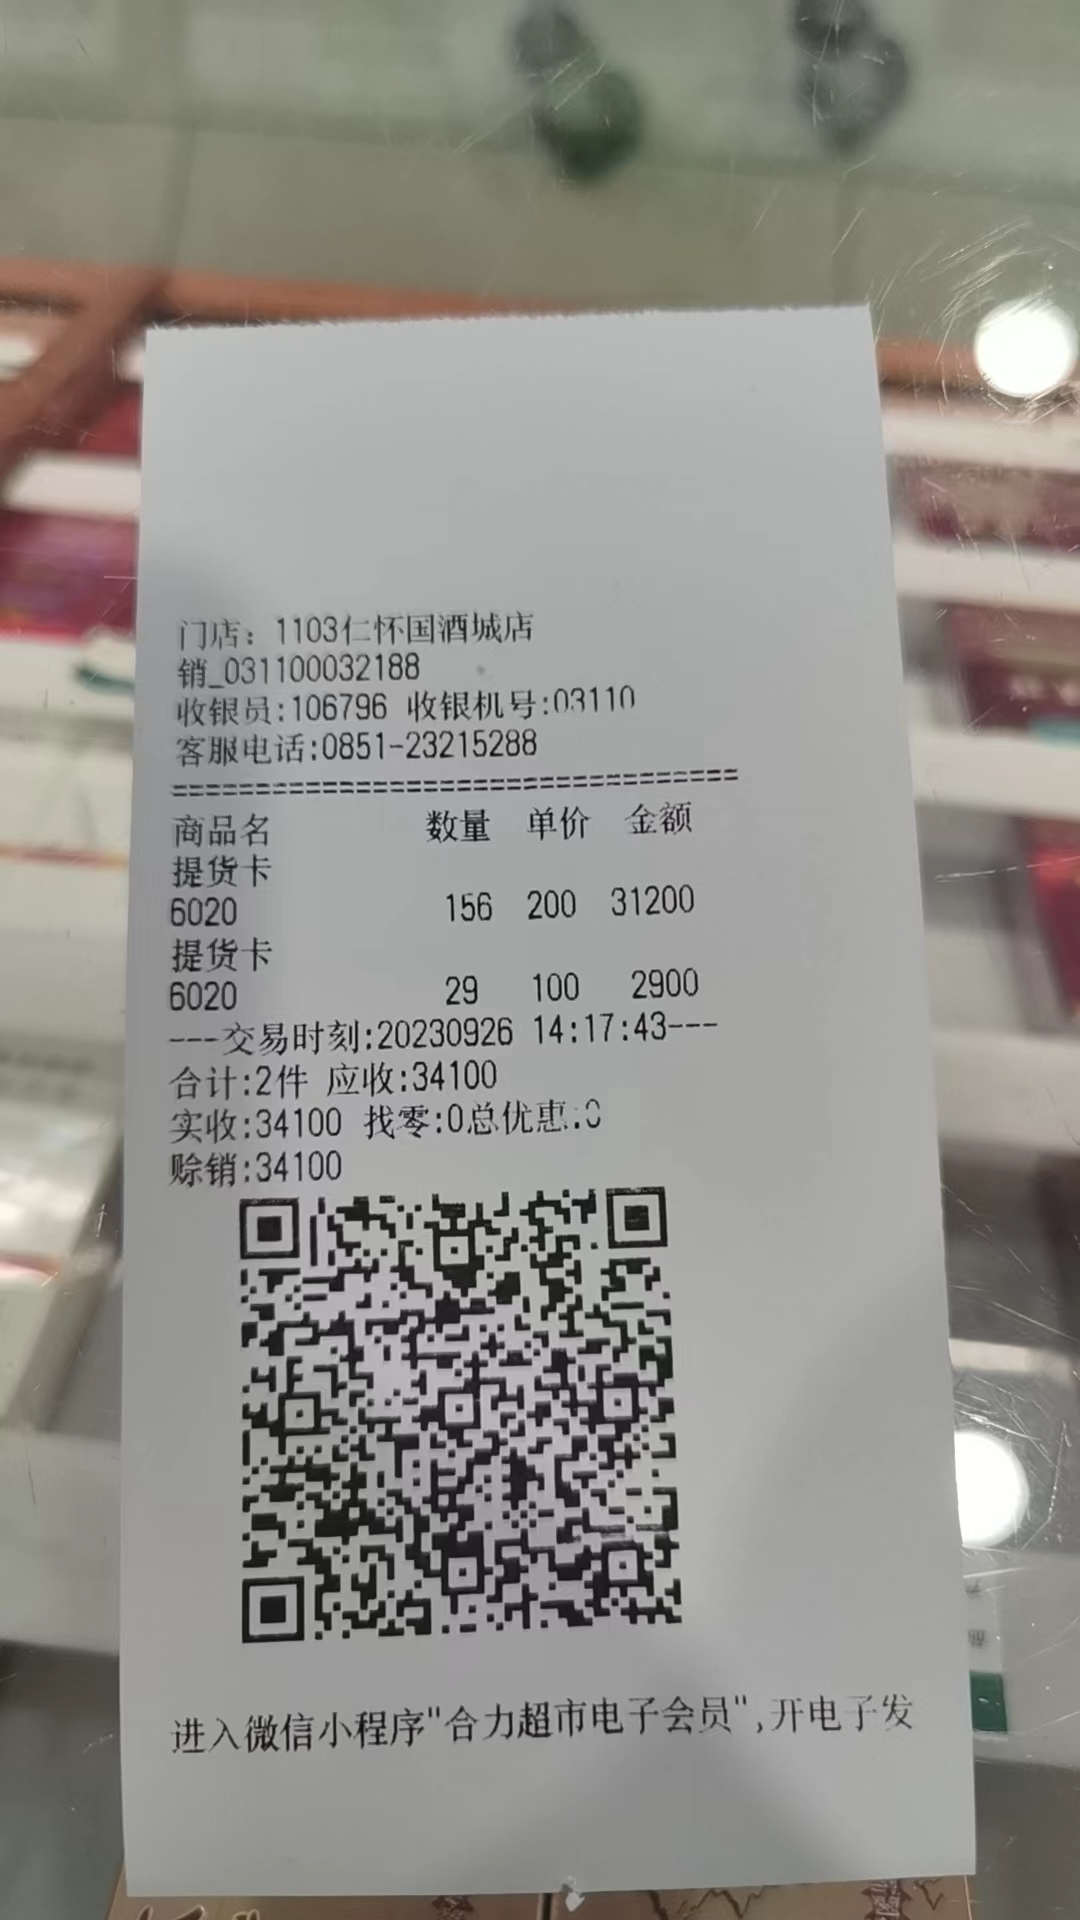 门店: 1103仁怀国酒城店
销_031100032188
收银员:106796 收银机号:03110
客服电话:0851-23215288
==================================
商品名 数量 单价 金额
提货卡
6020 156 200 31200
提货卡
6020 29 100 2900
---交易时刻:20230926 14:17:43---
合计:2件 应收:34100
实收:34100 找零:0总优惠:0
赊销:34100
进入微信小程序"合力超市电子会员",开电子发